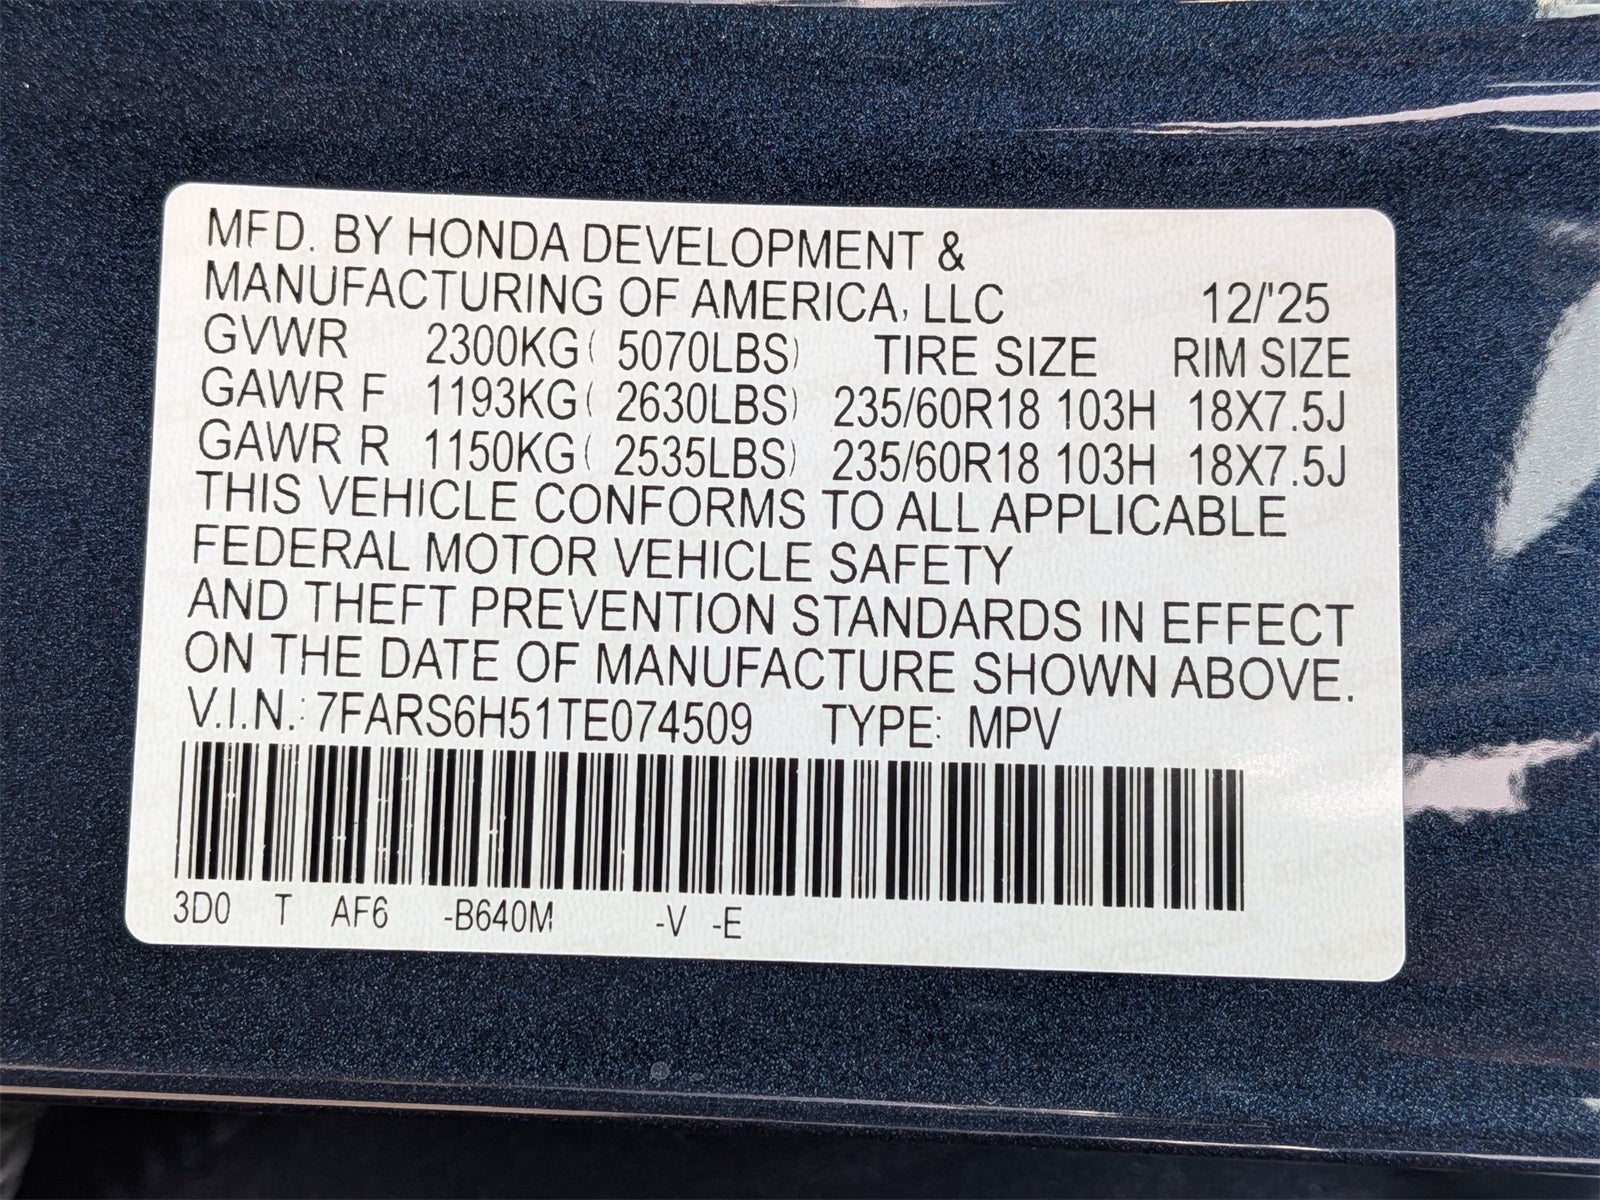 MFD. BY HONDA DEVELOPMENT &
MANUFACTURING OF AMERICA, LLC 12/'25
GVWR 2300KG( 5070LBS) TIRE SIZE RIM SIZE
GAWR F 1193KG( 2630LBS) 235/60R18 103H 18X7.5J
GAWR R 1150KG( 2535LBS) 235/60R18 103H 18X7.5J
THIS VEHICLE CONFORMS TO ALL APPLICABLE
FEDERAL MOTOR VEHICLE SAFETY
AND THEFT PREVENTION STANDARDS IN EFFECT
ON THE DATE OF MANUFACTURE SHOWN ABOVE.
V.I.N.: 7FARS6H51TE074509 TYPE: MPV
3D0 T AF6 -B640M -V -E